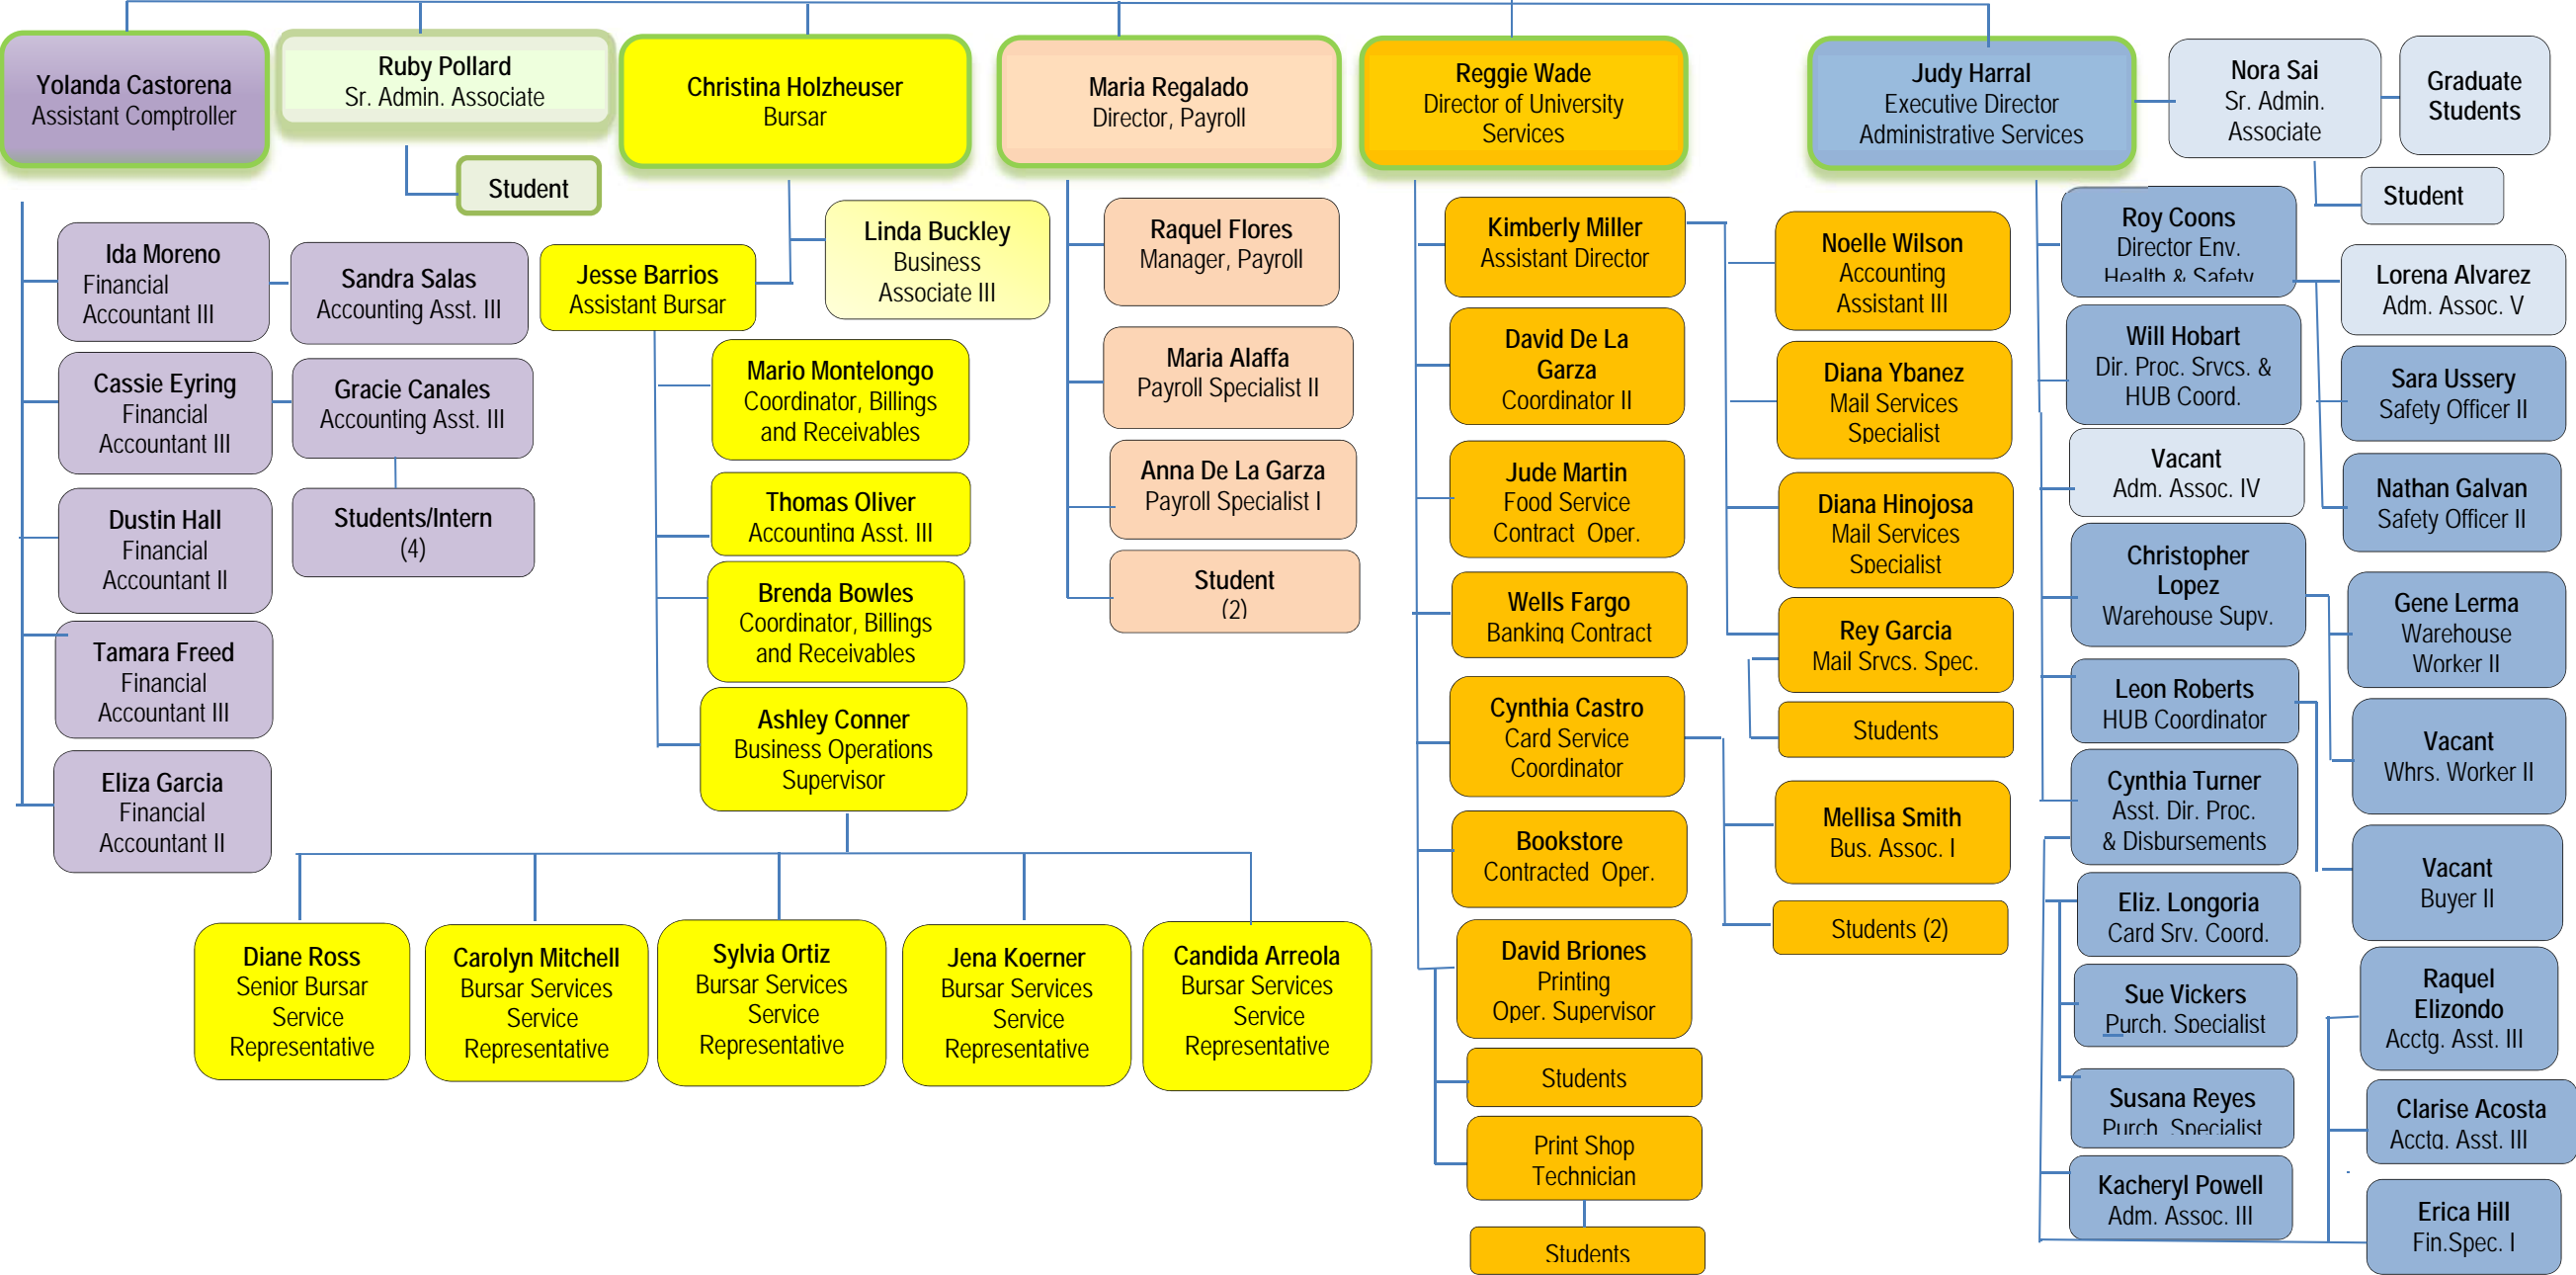 Yolanda Castorena
Assistant Comptroller
Ruby Pollard
Sr. Admin. Associate
Student
Christina Holzheuser
Bursar
Maria Regalado
Director, Payroll
Reggie Wade
Director of University
Services
Judy Harral
Executive Director
Administrative Services
Nora Sai
Sr. Admin.
Associate
Graduate
Students
Student
Ida Moreno
Financial
Accountant III
Sandra Salas
Accounting Asst. III
Cassie Eyring
Financial
Accountant III
Gracie Canales
Accounting Asst. III
Students/Intern
(4)
Dustin Hall
Financial
Accountant II
Tamara Freed
Financial
Accountant III
Eliza Garcia
Financial
Accountant II
Linda Buckley
Business
Associate III
Jesse Barrios
Assistant Bursar
Mario Montelongo
Coordinator, Billings
and Receivables
Thomas Oliver
Accounting Asst. III
Brenda Bowles
Coordinator, Billings
and Receivables
Ashley Conner
Business Operations
Supervisor
Diane Ross
Senior Bursar
Service
Representative
Carolyn Mitchell
Bursar Services
Service
Representative
Sylvia Ortiz
Bursar Services
Service
Representative
Jena Koerner
Bursar Services
Service
Representative
Candida Arreola
Bursar Services
Service
Representative
Raquel Flores
Manager, Payroll
Maria Alaffa
Payroll Specialist II
Anna De La Garza
Payroll Specialist I
Student
(2)
Kimberly Miller
Assistant Director
David De La
Garza
Coordinator II
Jude Martin
Food Service
Contract Oper.
Wells Fargo
Banking Contract
Cynthia Castro
Card Service
Coordinator
Bookstore
Contracted Oper.
David Briones
Printing
Oper. Supervisor
Students
Print Shop
Technician
Students
Noelle Wilson
Accounting
Assistant III
Diana Ybanez
Mail Services
Specialist
Diana Hinojosa
Mail Services
Specialist
Rey Garcia
Mail Srvcs. Spec.
Students
Mellisa Smith
Bus. Assoc. I
Students (2)
Roy Coons
Director Env.
Health & Safety
Will Hobart
Dir. Proc. Srvcs. &
HUB Coord.
Vacant
Adm. Assoc. IV
Christopher
Lopez
Warehouse Supv.
Leon Roberts
HUB Coordinator
Cynthia Turner
Asst. Dir. Proc.
& Disbursements
Eliz. Longoria
Card Srv. Coord.
Sue Vickers
Purch. Specialist
Susana Reyes
Purch. Specialist
Kacheryl Powell
Adm. Assoc. III
Lorena Alvarez
Adm. Assoc. V
Sara Ussery
Safety Officer II
Nathan Galvan
Safety Officer II
Gene Lerma
Warehouse
Worker II
Vacant
Whrs. Worker II
Vacant
Buyer II
Raquel
Elizondo
Acctg. Asst. III
Clarise Acosta
Acctg. Asst. III
Erica Hill
Fin.Spec. I